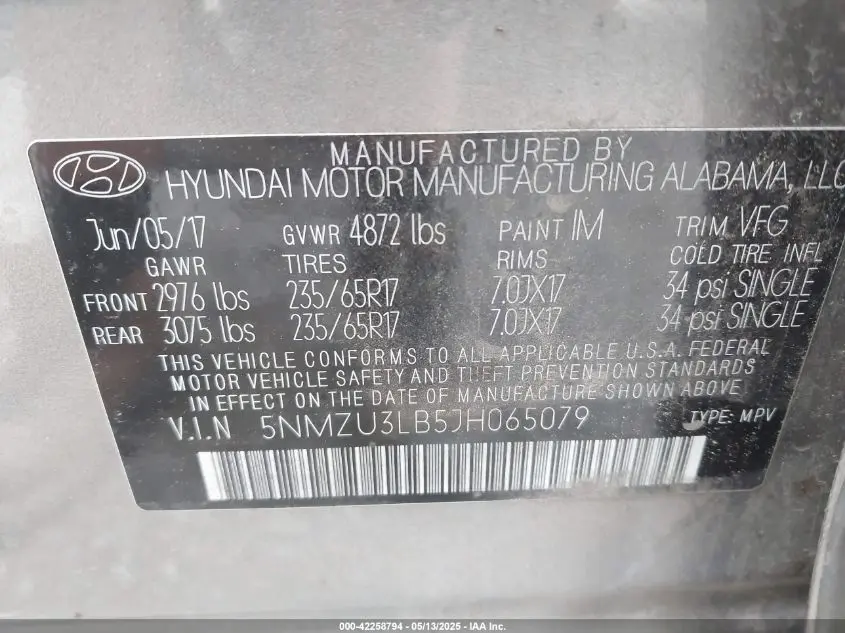 MANUFACTURED BY
HYUNDAI MOTOR MANUFACTURING ALABAMA, LLC
Jun/05/17 GVWR 4872 lbs PAINT IM TRIM VFG
GAWR TIRES RIMS COLD TIRE INFL
FRONT 2976 lbs 235/65R17 7.0JX17 34 psi SINGLE
REAR 3075 lbs 235/65R17 7.0JX17 34 psi SINGLE
THIS VEHICLE CONFORMS TO ALL APPLICABLE U.S.A. FEDERAL
MOTOR VEHICLE SAFETY AND THEFT PREVENTION STANDARDS
IN EFFECT ON THE DATE OF MANUFACTURE SHOWN ABOVE
V.I.N 5NMZU3LB5JH065079 TYPE: MPV
000-42258794 - 05/13/2025 - IAA Inc.